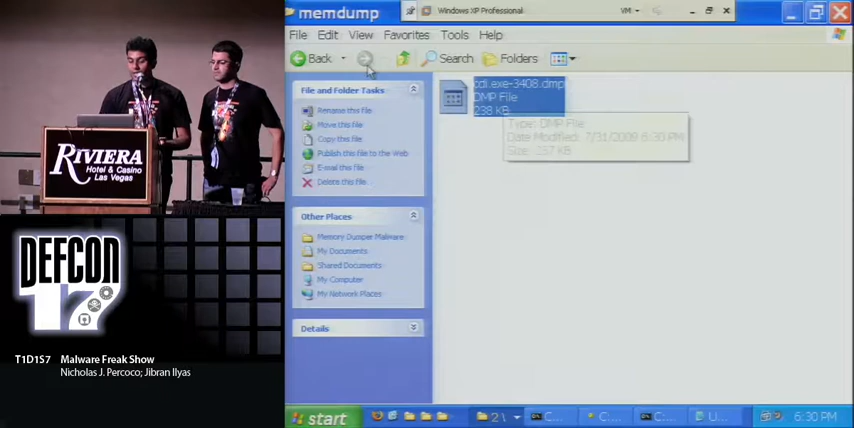 memdump
Windows XP Professional
VM
File Edit View Favorites Tools Help
Back Search Folders
File and Folder Tasks
Rename this file
Move this file
Copy this file
Publish this file to the Web
E-mail this file
Delete this file
Other Places
Memory Dumper Malware
My Documents
Shared Documents
My Computer
My Network Places
Details
cdi.exe-3408.dmp
DMP File
238 KB
Type: DMP File
Date Modified: 7/31/2009 6:30 PM
Size: 237 KB
start
2
C...
C...
C:...
U...
6:30 PM
RIVIERA
Hotel & Casino
Las Vegas
DEFCON
17
T1D1S7 Malware Freak Show
Nicholas J. Percoco; Jibran Ilyas